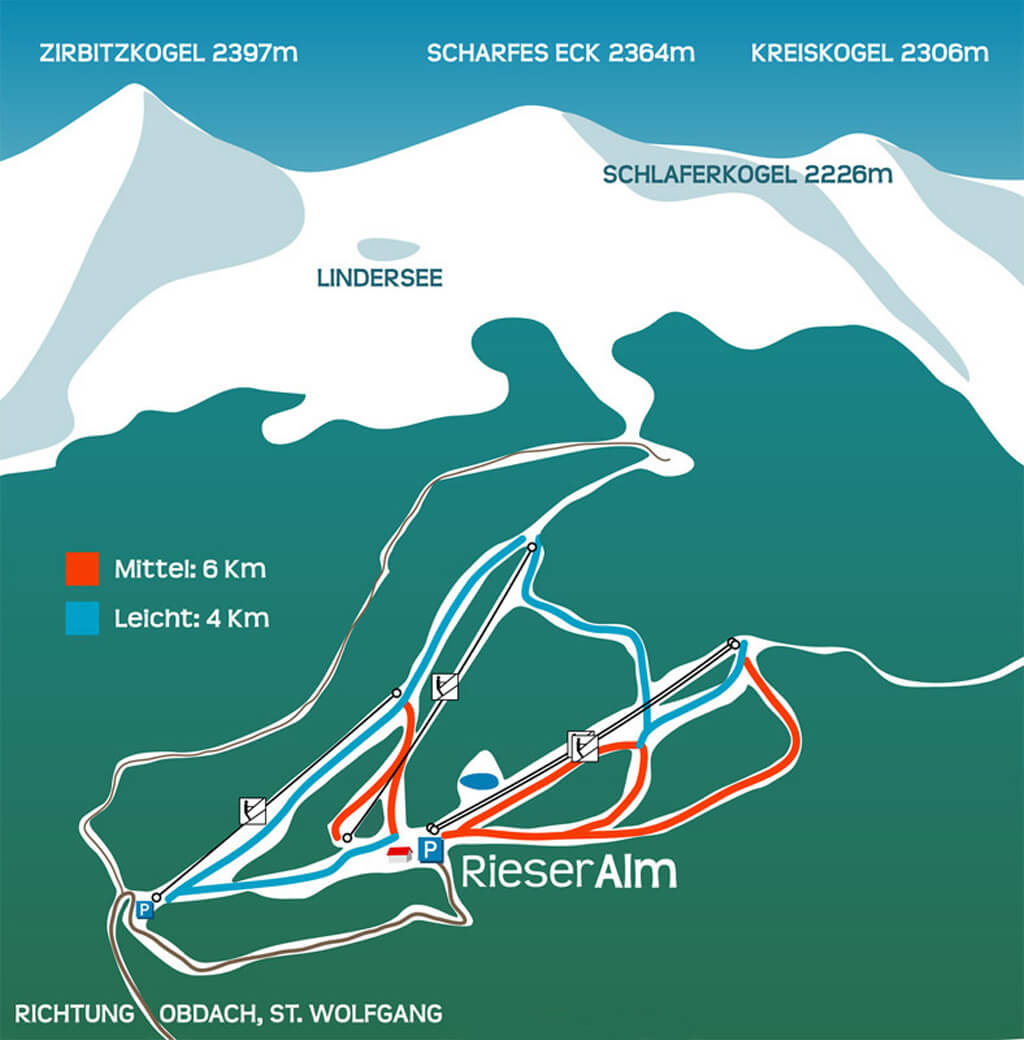 ZIRBITZKOGEL 2397m
SCHARFES ECK 2364m
KREISKOGEL 2306m
SCHLAFERKOGEL 2226m
LINDERSEE
Mittel: 6 Km
Leicht: 4 Km
P
RieserAlm
P
RICHTUNG OBDACH, ST. WOLFGANG